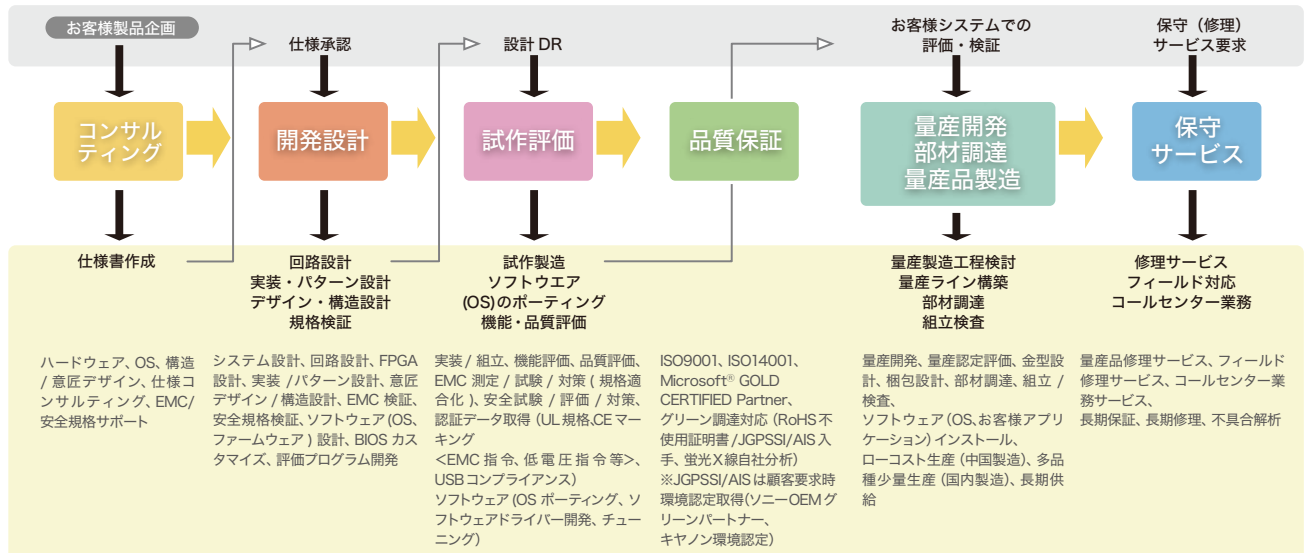 お客様製品企画
仕様承認
設計 DR
お客様システムでの
評価・検証
保守（修理）
サービス要求
コンサル
ティング
開発設計
試作評価
品質保証
量産開発
部材調達
量産品製造
保守
サービス
仕様書作成
回路設計
実装・パターン設計
デザイン・構造設計
規格検証
試作製造
ソフトウエア
(OS)のポーティング
機能・品質評価
量産製造工程検討
量産ライン構築
部材調達
組立検査
修理サービス
フィールド対応
コールセンター業務
ハードウェア、OS、構造
/ 意匠デザイン、仕様コ
ンサルティング、EMC/
安全規格サポート
システム設計、回路設計、FPGA
設計、実装 /パターン設計、意匠
デザイン / 構造設計、EMC 検証、
安全規格検証、ソフトウェア (OS、
ファームウェア ) 設計、BIOS カス
タマイズ、評価プログラム開発
実装 / 組立、機能評価、品質評価、
EMC 測定 / 試験 / 対策 ( 規格適
合化 )、安全試験 / 評価 / 対策、
認証データ取得（UL 規格、CE マー
キング
<EMC 指令、低電圧指令等>、
USB コンプライアンス）
ソフトウェア (OS ポーティング、ソ
フトウェアドライバー開発、チュー
ニング）
ISO9001、ISO14001、
Microsoft® GOLD
CERTIFIED Partner、
グリーン調達対応（RoHS 不
使用証明書 /JGPSSI/AIS 入
手、蛍光X線自社分析）
※JGPSSI/AIS は顧客要求時
環境認定取得(ソニーOEM グ
リーンパートナー、
キヤノン環境認定）
量産開発、量産認定評価、金型設
計、梱包設計、部材調達、組立 /
検査、
ソフトウェア（OS、お客様アプリ
ケーション）インストール、
ローコスト生産（中国製造）、多品
種少量生産（国内製造）、長期供
給
量産品修理サービス、フィールド
修理サービス、コールセンター業
務サービス、
長期保証、長期修理、不具合解析